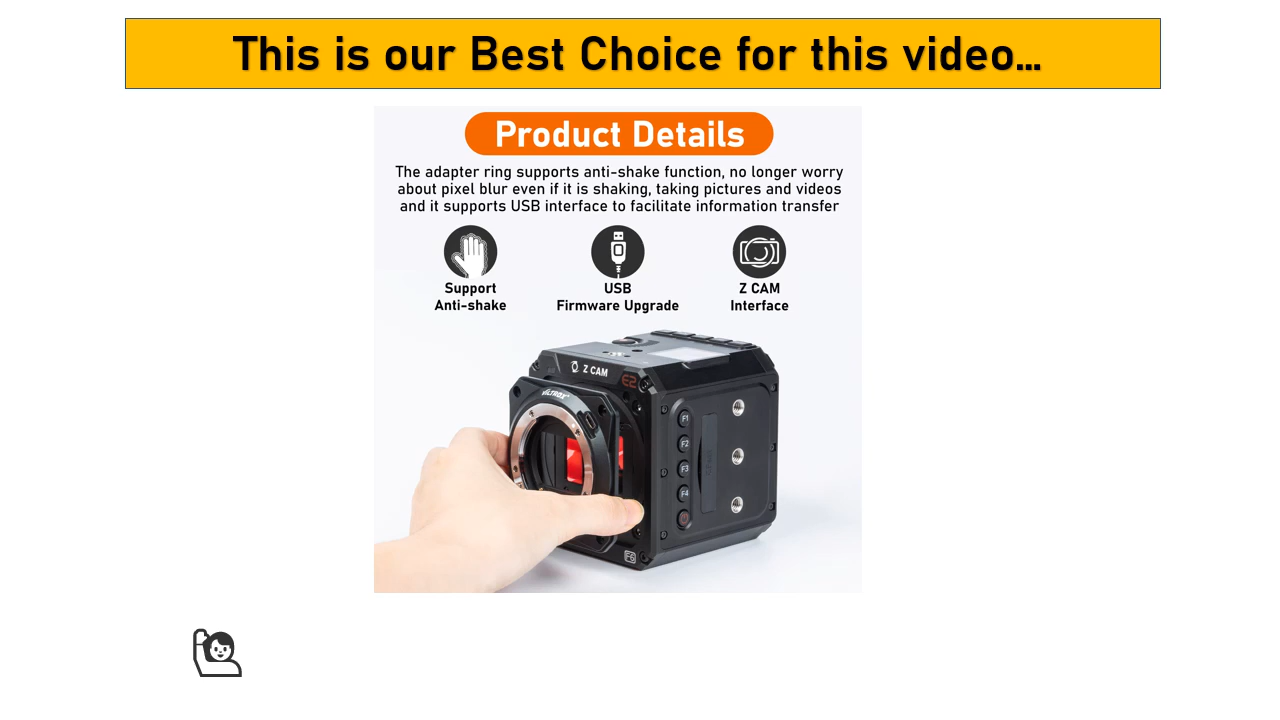 This is our Best Choice for this video...
Product Details
The adapter ring supports anti-shake function, no longer worry
about pixel blur even if it is shaking, taking pictures and videos
and it supports USB interface to facilitate information transfer
Support
Anti-shake
USB
Firmware Upgrade
Z CAM
Interface
Z CAM
E2
VILTROX
F1
F2
F3
F4
F6